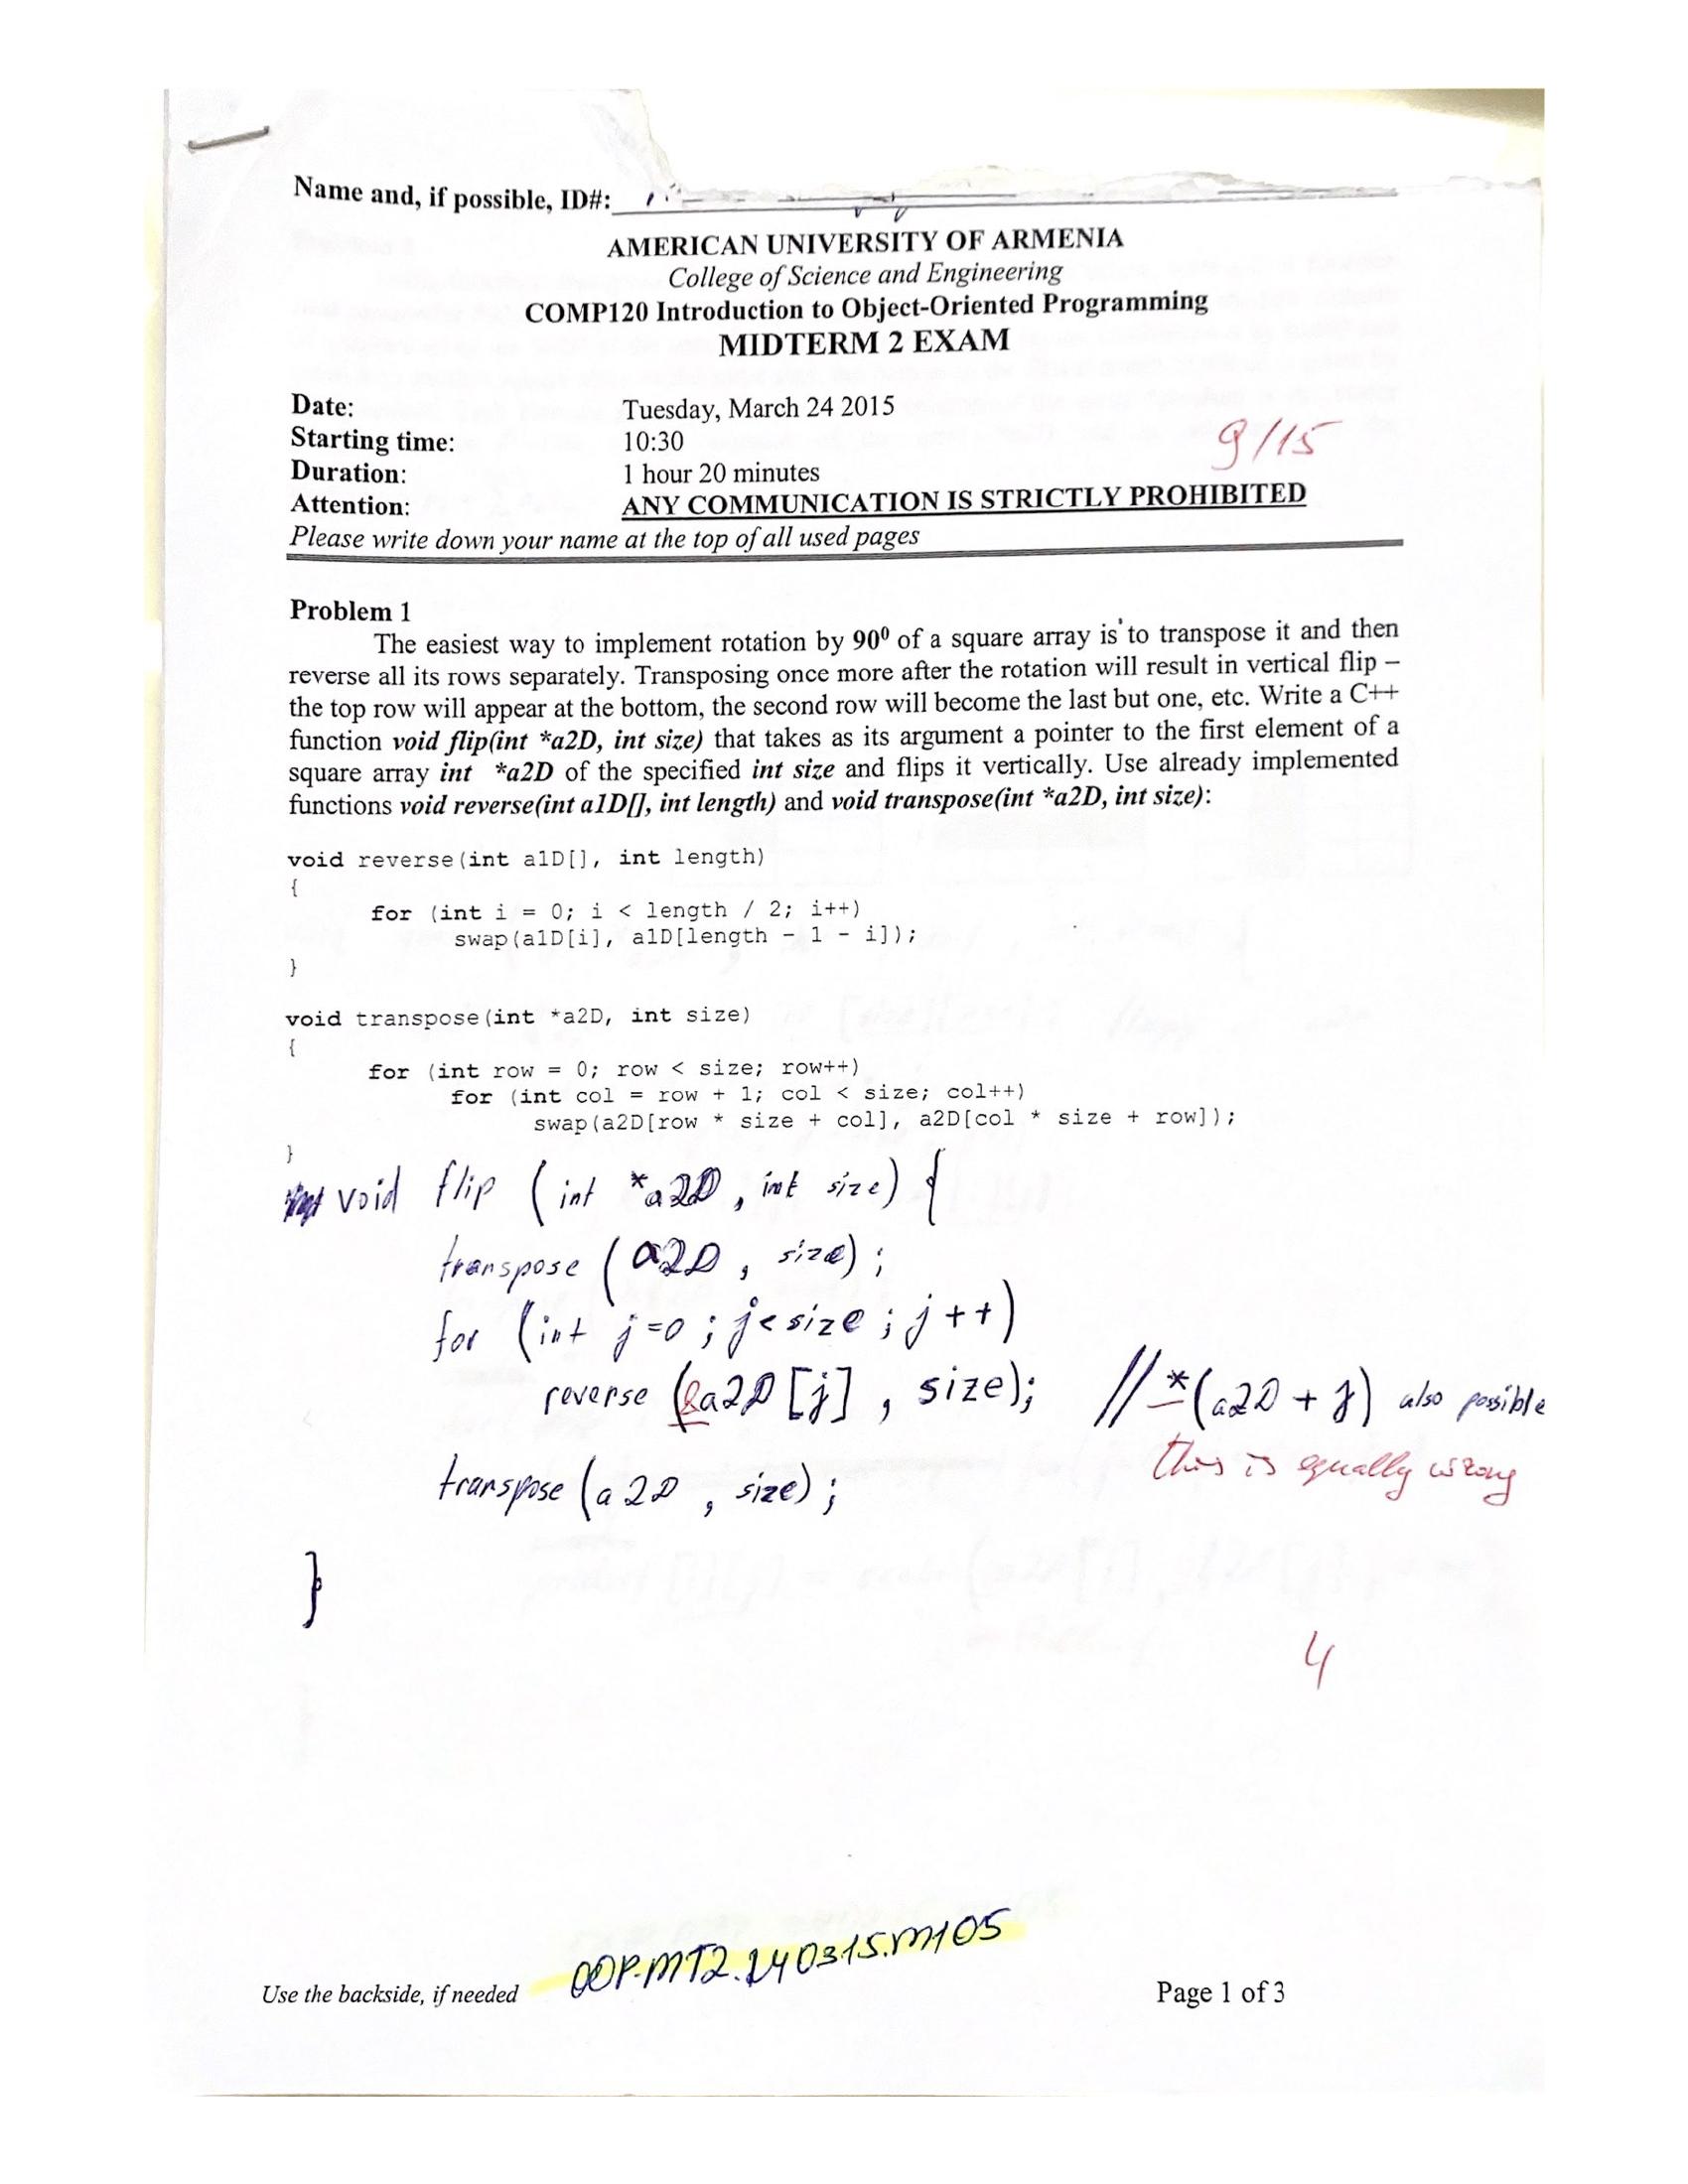 Name and, if possible, ID#:
AMERICAN UNIVERSITY OF ARMENIA
College of Science and Engineering
COMP120 Introduction to Object-Oriented Programming
MIDTERM 2 EXAM
Date: Tuesday, March 24 2015
Starting time: 10:30
9/15
Duration: 1 hour 20 minutes
Attention: ANY COMMUNICATION IS STRICTLY PROHIBITED
Please write down your name at the top of all used pages
Problem 1
The easiest way to implement rotation by 90⁰ of a square array is to transpose it and then
reverse all its rows separately. Transposing once more after the rotation will result in vertical flip –
the top row will appear at the bottom, the second row will become the last but one, etc. Write a C++
function void flip(int *a2D, int size) that takes as its argument a pointer to the first element of a
square array int *a2D of the specified int size and flips it vertically. Use already implemented
functions void reverse(int a1D[], int length) and void transpose(int *a2D, int size):
void reverse(int a1D[], int length)
{
for (int i = 0; i < length / 2; i++)
swap(a1D[i], a1D[length - 1 - i]);
}
void transpose(int *a2D, int size)
{
for (int row = 0; row < size; row++)
for (int col = row + 1; col < size; col++)
swap(a2D[row * size + col], a2D[col * size + row]);
}
void flip (int *a2D, int size) {
transpose (a2D, size);
for (int j=0; j<size; j++)
reverse (&a2D[j], size); // *(a2D + j) also possible
this is equally wrong
transpose (a2D, size);
}
4
OOP.MT2.240315.M105
Use the backside, if needed
Page 1 of 3